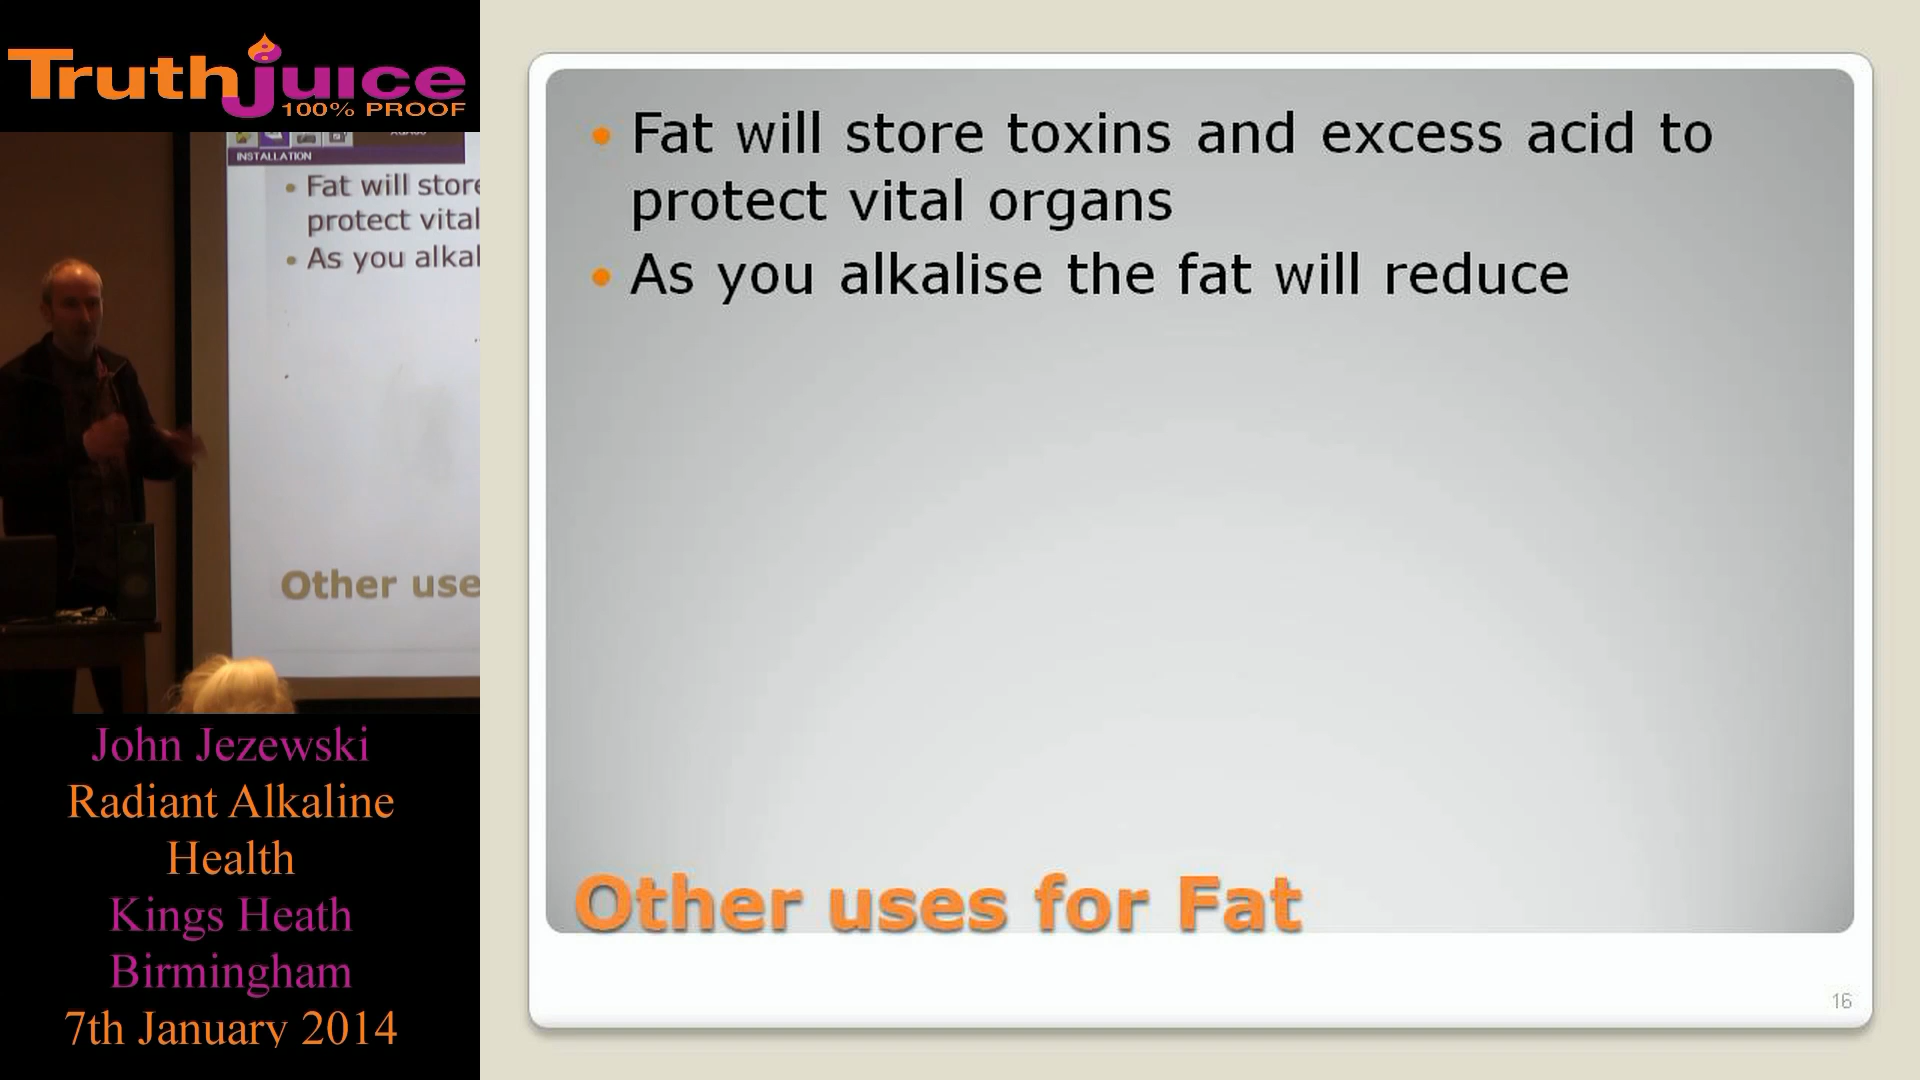 Truthjuice
100% PROOF
INSTALLATION
Fat will store
protect vital
As you alkal
Other use
John Jezewski
Radiant Alkaline
Health
Kings Heath
Birmingham
7th January 2014
Fat will store toxins and excess acid to
protect vital organs
As you alkalise the fat will reduce
Other uses for Fat
16